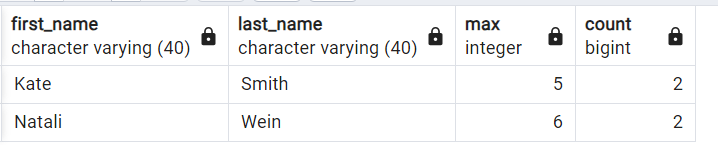 first_name last_name max count
character varying (40) character varying (40) integer bigint
Kate Smith 5 2
Natali Wein 6 2